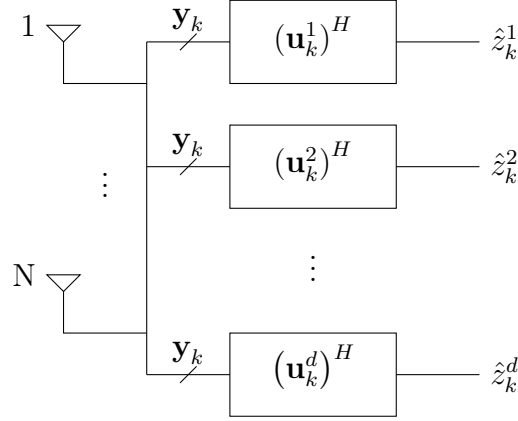 1 𝐲_k (𝐮_k^1)^H ẑ_k^1
𝐲_k (𝐮_k^2)^H ẑ_k^2
⋮
⋮
N
𝐲_k (𝐮_k^d)^H ẑ_k^d